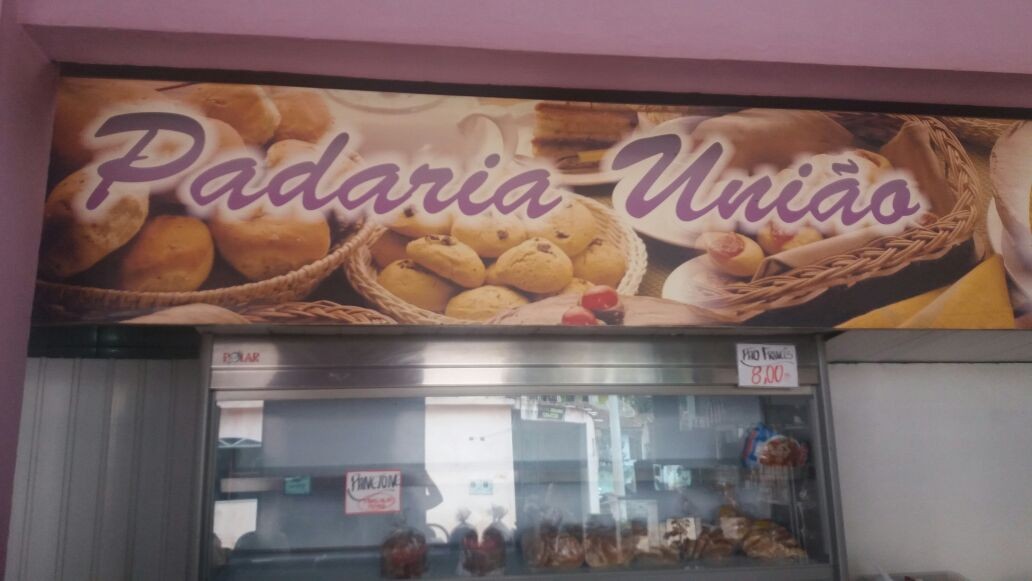 Padaria União
POLAR
Pão Francês
8,00